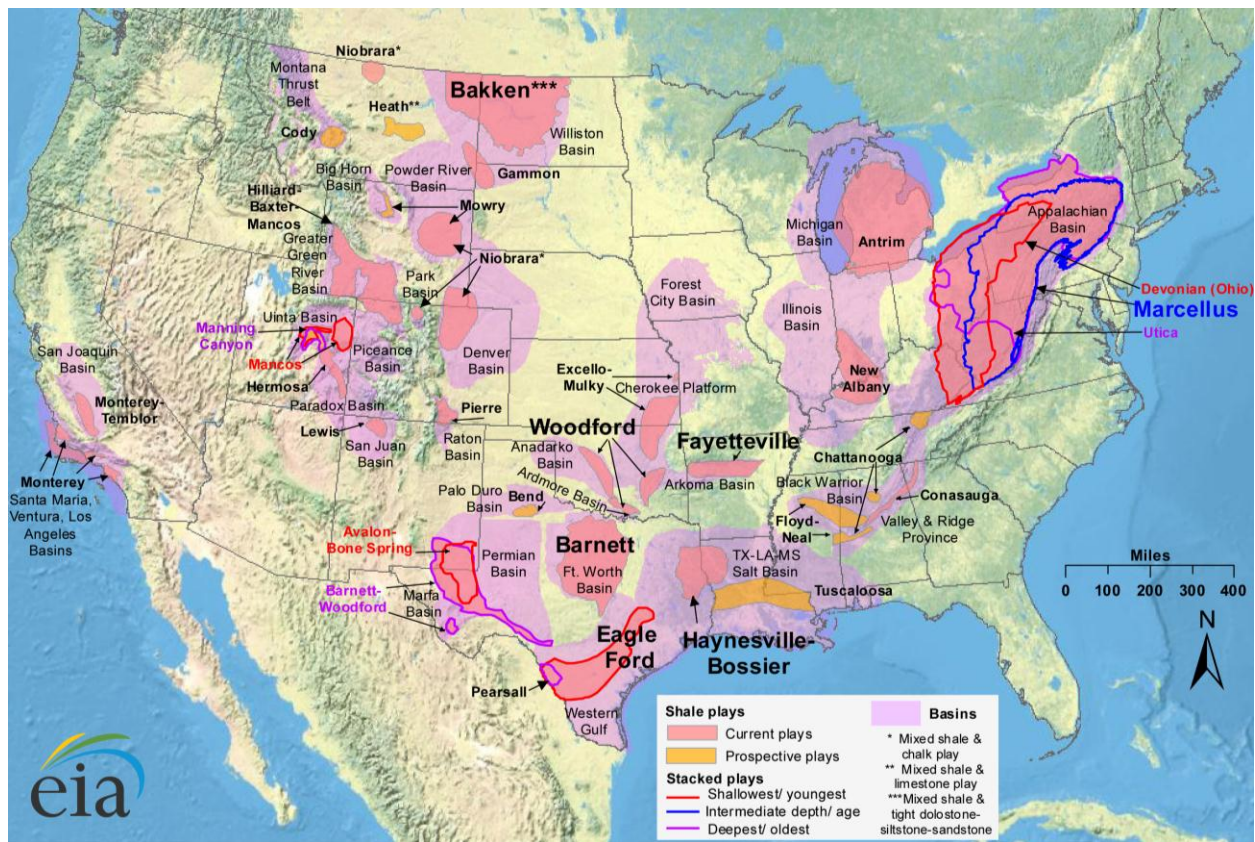 Niobrara*
Montana
Thrust
Belt
Bakken***
Heath**
Cody
Williston
Basin
Big Horn
Basin
Powder River
Basin
Gammon
Hilliard-
Baxter-
Mancos
Mowry
Greater
Green
River
Basin
Niobrara*
Park
Basin
Michigan
Basin
Antrim
Appalachian
Basin
Devonian (Ohio)
Marcellus
Utica
Forest
City Basin
Illinois
Basin
Uinta Basin
Manning
Canyon
Mancos
Piceance
Basin
Denver
Basin
San Joaquin
Basin
Hermosa
Excello-
Mulky
Cherokee Platform
New
Albany
Monterey-
Temblor
Paradox Basin
Lewis
San Juan
Basin
Pierre
Raton
Basin
Woodford
Anadarko
Basin
Ardmore Basin
Fayetteville
Arkoma Basin
Chattanooga
Black Warrior
Basin
Conasauga
Monterey
Santa Maria,
Ventura, Los
Angeles
Basins
Palo Duro
Basin
Bend
Floyd-
Neal
Valley & Ridge
Province
Avalon-
Bone Spring
Permian
Basin
Barnett
Ft. Worth
Basin
TX-LA-MS
Salt Basin
Tuscaloosa
Barnett-
Woodford
Marfa
Basin
Eagle
Ford
Haynesville-
Bossier
Pearsall
Western
Gulf
Miles
0 100 200 300 400
N
Shale plays
Current plays
Prospective plays
Stacked plays
Shallowest/ youngest
Intermediate depth/ age
Deepest/ oldest
Basins
* Mixed shale &
chalk play
** Mixed shale &
limestone play
***Mixed shale &
tight dolostone-
siltstone-sandstone
eia